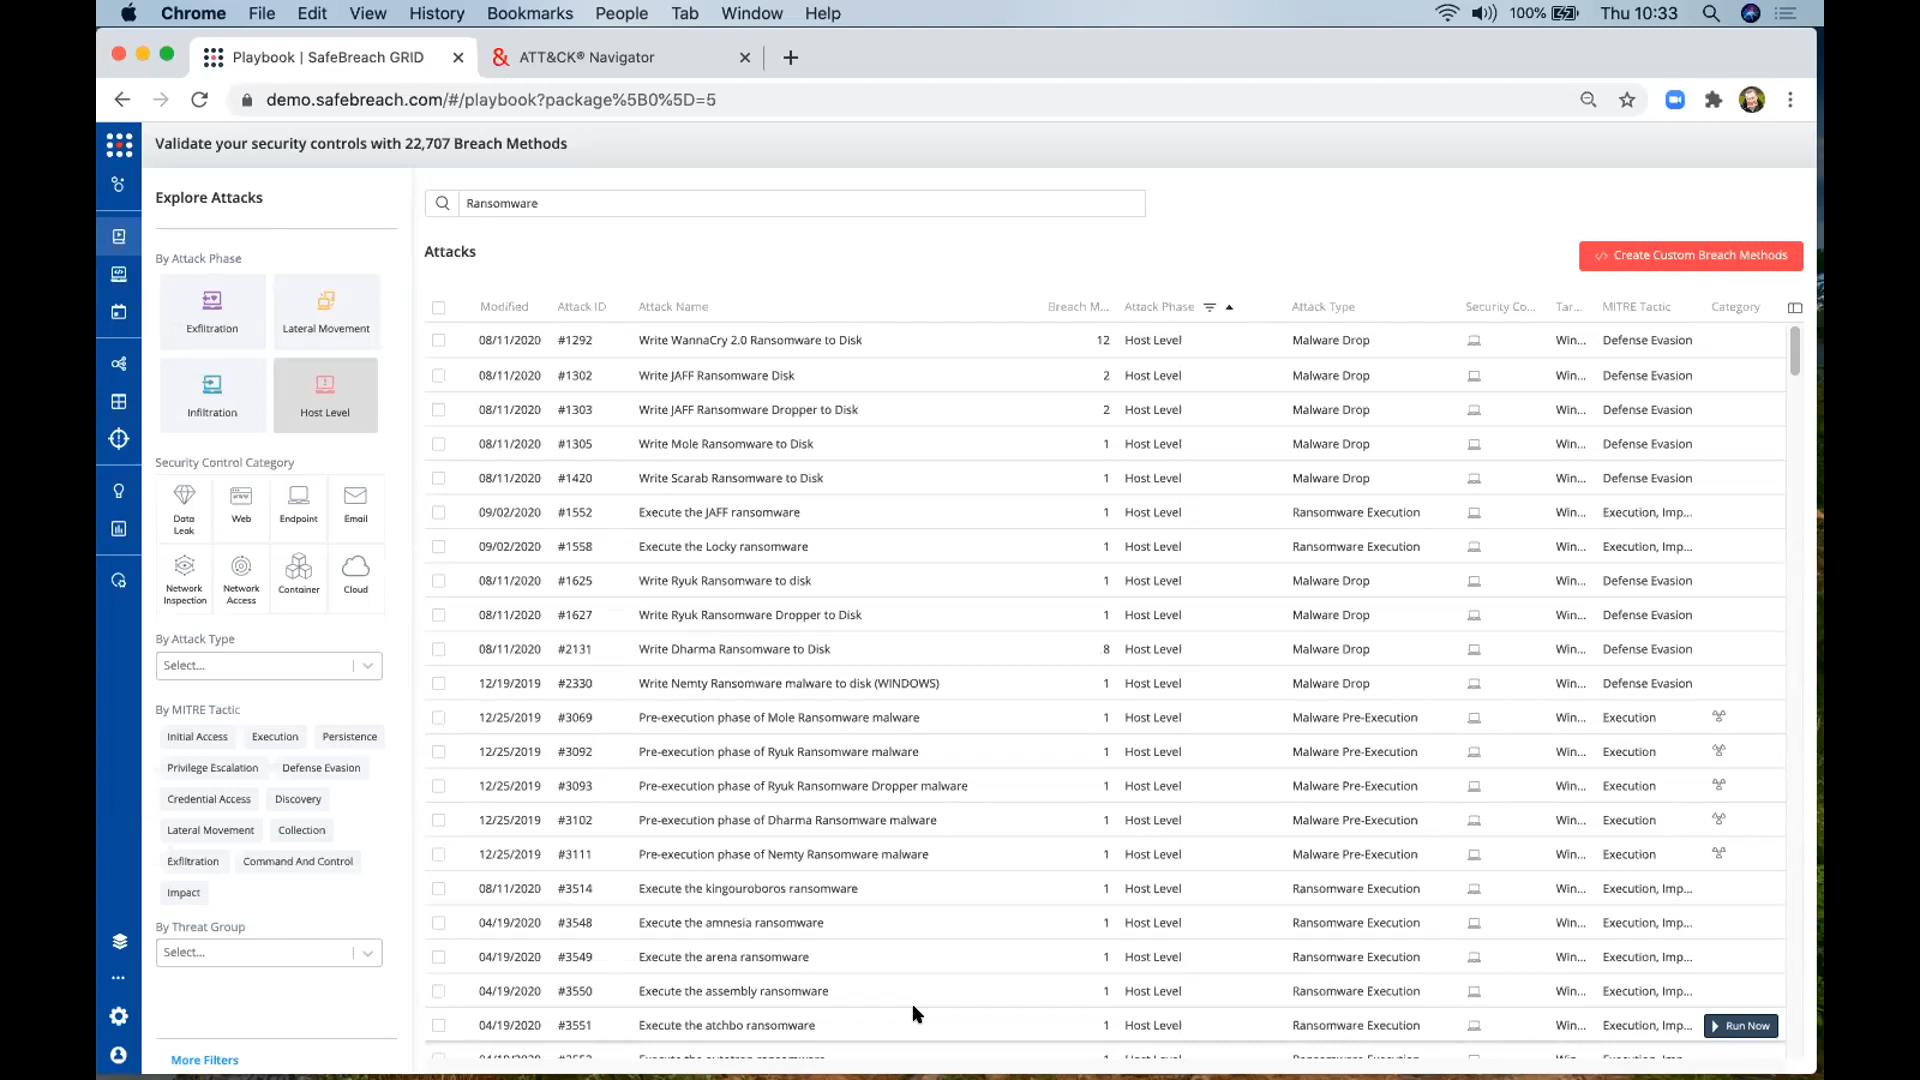 Chrome File Edit View History Bookmarks People Tab Window Help 100% Thu 10:33
Playbook | SafeBreach GRID ATT&CK® Navigator
demo.safebreach.com/#/playbook?package%5B0%5D=5
Validate your security controls with 22,707 Breach Methods
Explore Attacks
By Attack Phase
Exfiltration Lateral Movement
Infiltration Host Level
Security Control Category
Data Leak Web Endpoint Email
Network Inspection Network Access Container Cloud
By Attack Type
Select...
By MITRE Tactic
Initial Access Execution Persistence
Privilege Escalation Defense Evasion
Credential Access Discovery
Lateral Movement Collection
Exfiltration Command And Control
Impact
By Threat Group
Select...
More Filters
Ransomware
Attacks
Create Custom Breach Methods
Modified Attack ID Attack Name Breach M... Attack Phase Attack Type Security Co... Tar... MITRE Tactic Category
08/11/2020 #1292 Write WannaCry 2.0 Ransomware to Disk 12 Host Level Malware Drop Win... Defense Evasion
08/11/2020 #1302 Write JAFF Ransomware Disk 2 Host Level Malware Drop Win... Defense Evasion
08/11/2020 #1303 Write JAFF Ransomware Dropper to Disk 2 Host Level Malware Drop Win... Defense Evasion
08/11/2020 #1305 Write Mole Ransomware to Disk 1 Host Level Malware Drop Win... Defense Evasion
08/11/2020 #1420 Write Scarab Ransomware to Disk 1 Host Level Malware Drop Win... Defense Evasion
09/02/2020 #1552 Execute the JAFF ransomware 1 Host Level Ransomware Execution Win... Execution, Imp...
09/02/2020 #1558 Execute the Locky ransomware 1 Host Level Ransomware Execution Win... Execution, Imp...
08/11/2020 #1625 Write Ryuk Ransomware to disk 1 Host Level Malware Drop Win... Defense Evasion
08/11/2020 #1627 Write Ryuk Ransomware Dropper to Disk 1 Host Level Malware Drop Win... Defense Evasion
08/11/2020 #2131 Write Dharma Ransomware to Disk 8 Host Level Malware Drop Win... Defense Evasion
12/19/2019 #2330 Write Nemty Ransomware malware to disk (WINDOWS) 1 Host Level Malware Drop Win... Defense Evasion
12/25/2019 #3069 Pre-execution phase of Mole Ransomware malware 1 Host Level Malware Pre-Execution Win... Execution
12/25/2019 #3092 Pre-execution phase of Ryuk Ransomware malware 1 Host Level Malware Pre-Execution Win... Execution
12/25/2019 #3093 Pre-execution phase of Ryuk Ransomware Dropper malware 1 Host Level Malware Pre-Execution Win... Execution
12/25/2019 #3102 Pre-execution phase of Dharma Ransomware malware 1 Host Level Malware Pre-Execution Win... Execution
12/25/2019 #3111 Pre-execution phase of Nemty Ransomware malware 1 Host Level Malware Pre-Execution Win... Execution
08/11/2020 #3514 Execute the kingouroboros ransomware 1 Host Level Ransomware Execution Win... Execution, Imp...
04/19/2020 #3548 Execute the amnesia ransomware 1 Host Level Ransomware Execution Win... Execution, Imp...
04/19/2020 #3549 Execute the arena ransomware 1 Host Level Ransomware Execution Win... Execution, Imp...
04/19/2020 #3550 Execute the assembly ransomware 1 Host Level Ransomware Execution Win... Execution, Imp...
04/19/2020 #3551 Execute the atchbo ransomware 1 Host Level Ransomware Execution Win... Execution, Imp... Run Now